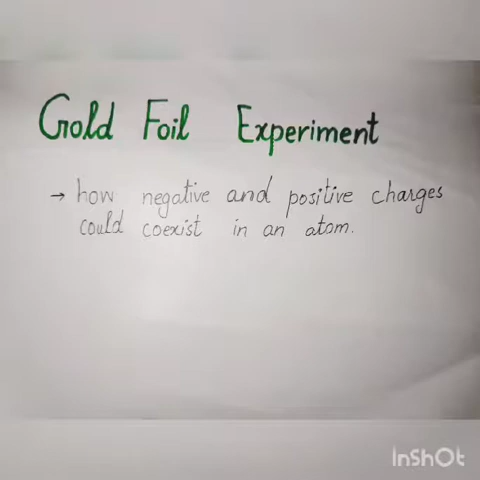 Gold Foil Experiment
→ how negative and positive charges
could coexist in an atom.
InShOt